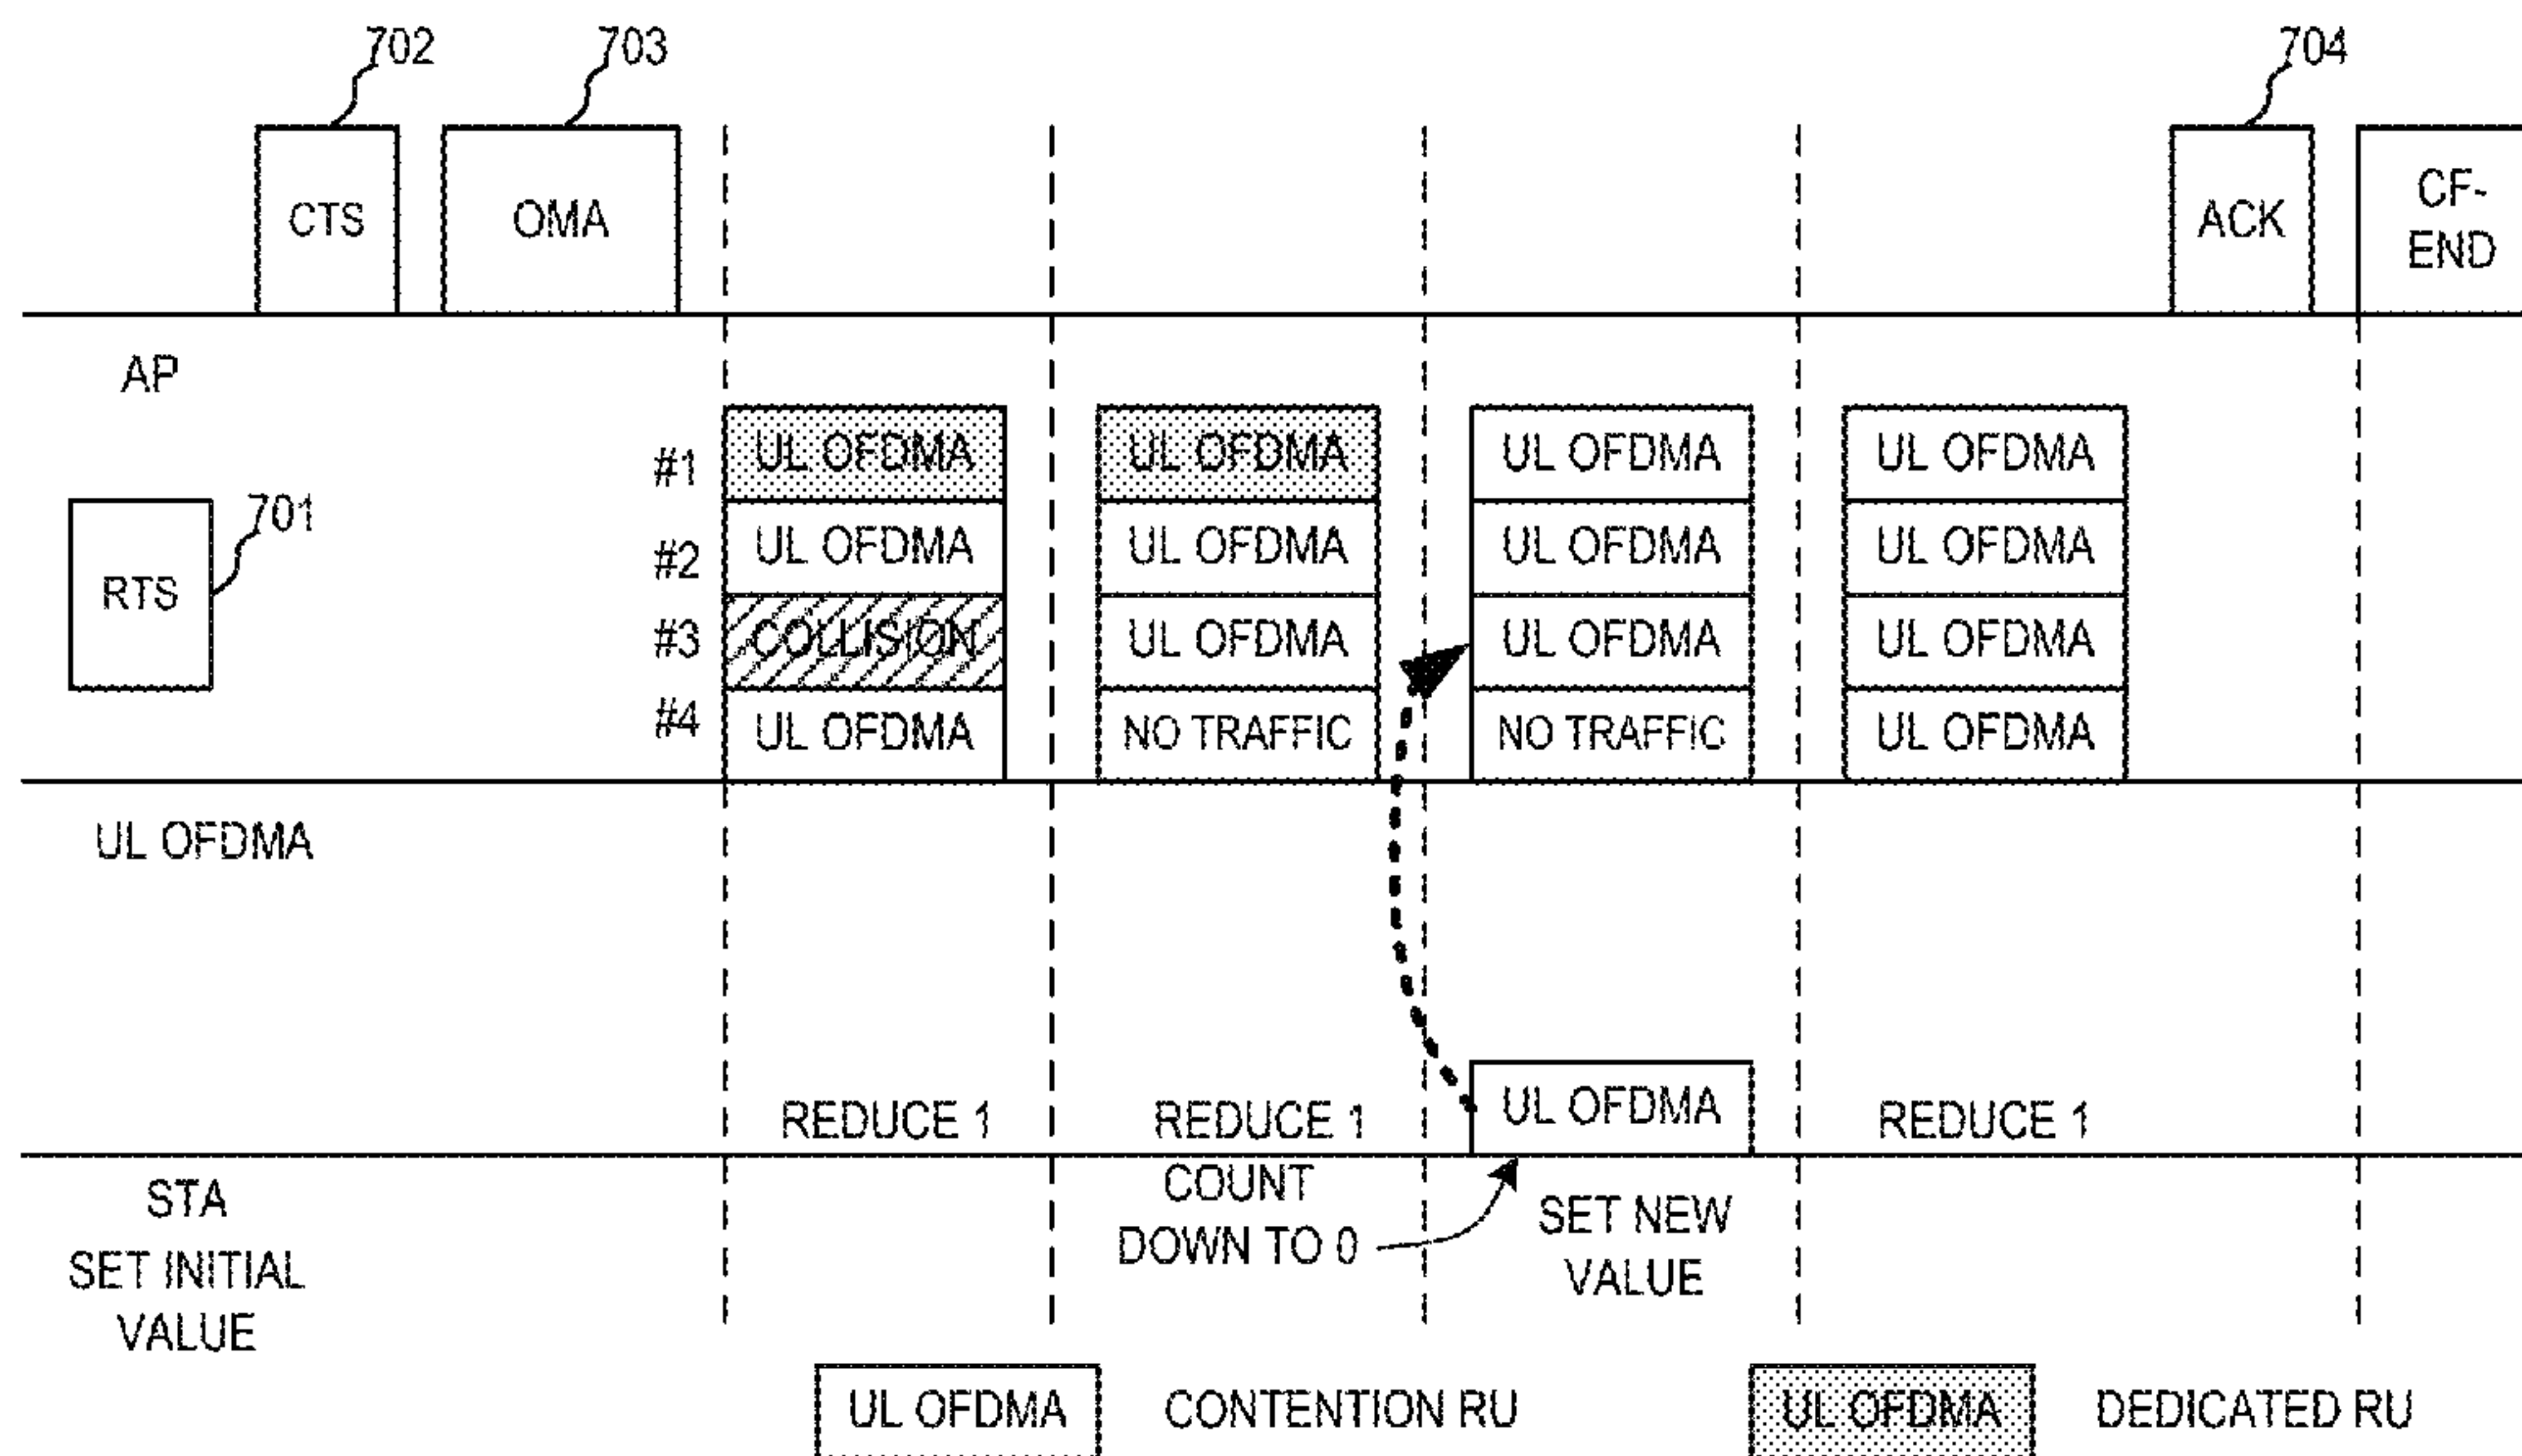 702
703
704
CTS
OMA
ACK
CF-
END
AP
RTS
701
#1
UL OFDMA
UL OFDMA
UL OFDMA
UL OFDMA
#2
UL OFDMA
UL OFDMA
UL OFDMA
UL OFDMA
#3
COLLISION
UL OFDMA
UL OFDMA
UL OFDMA
#4
UL OFDMA
NO TRAFFIC
NO TRAFFIC
UL OFDMA
UL OFDMA
REDUCE 1
REDUCE 1
UL OFDMA
REDUCE 1
STA
SET INITIAL
VALUE
COUNT
DOWN TO 0
SET NEW
VALUE
UL OFDMA
CONTENTION RU
UL OFDMA
DEDICATED RU